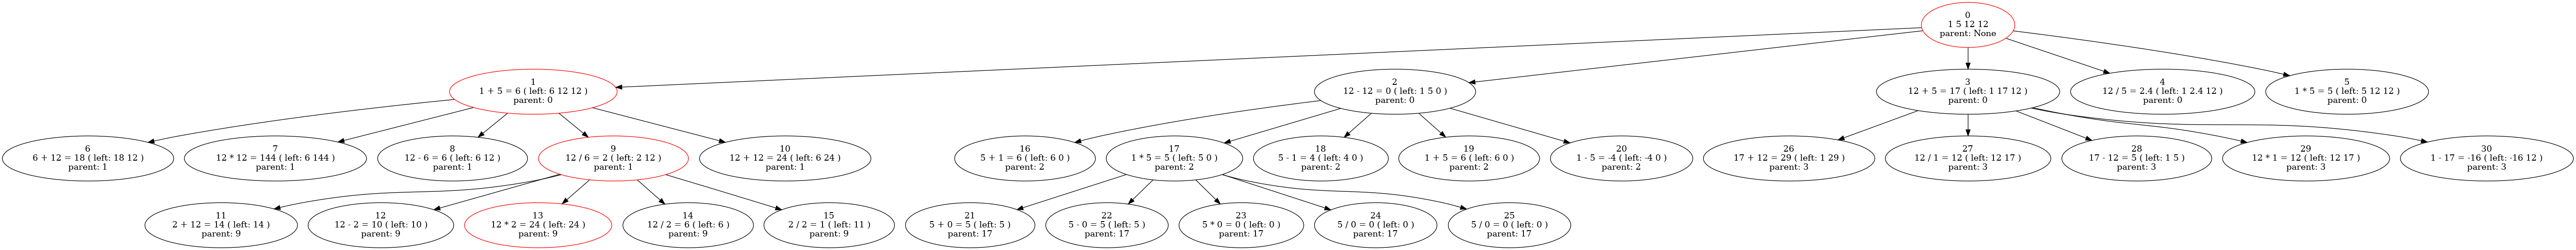 0
1 5 12 12
parent: None
1
1 + 5 = 6 ( left: 6 12 12 )
parent: 0
2
12 - 12 = 0 ( left: 1 5 0 )
parent: 0
3
12 + 5 = 17 ( left: 1 17 12 )
parent: 0
4
12 / 5 = 2.4 ( left: 1 2.4 12 )
parent: 0
5
1 * 5 = 5 ( left: 5 12 12 )
parent: 0
6
6 + 12 = 18 ( left: 18 12 )
parent: 1
7
12 * 12 = 144 ( left: 6 144 )
parent: 1
8
12 - 6 = 6 ( left: 6 12 )
parent: 1
9
12 / 6 = 2 ( left: 2 12 )
parent: 1
10
12 + 12 = 24 ( left: 6 24 )
parent: 1
16
5 + 1 = 6 ( left: 6 0 )
parent: 2
17
1 * 5 = 5 ( left: 5 0 )
parent: 2
18
5 - 1 = 4 ( left: 4 0 )
parent: 2
19
1 + 5 = 6 ( left: 6 0 )
parent: 2
20
1 - 5 = -4 ( left: -4 0 )
parent: 2
26
17 + 12 = 29 ( left: 1 29 )
parent: 3
27
12 / 1 = 12 ( left: 12 17 )
parent: 3
28
17 - 12 = 5 ( left: 1 5 )
parent: 3
29
12 * 1 = 12 ( left: 12 17 )
parent: 3
30
1 - 17 = -16 ( left: -16 12 )
parent: 3
11
2 + 12 = 14 ( left: 14 )
parent: 9
12
12 - 2 = 10 ( left: 10 )
parent: 9
13
12 * 2 = 24 ( left: 24 )
parent: 9
14
12 / 2 = 6 ( left: 6 )
parent: 9
15
2 / 2 = 1 ( left: 11 )
parent: 9
21
5 + 0 = 5 ( left: 5 )
parent: 17
22
5 - 0 = 5 ( left: 5 )
parent: 17
23
5 * 0 = 0 ( left: 0 )
parent: 17
24
5 / 0 = 0 ( left: 0 )
parent: 17
25
5 / 0 = 0 ( left: 0 )
parent: 17